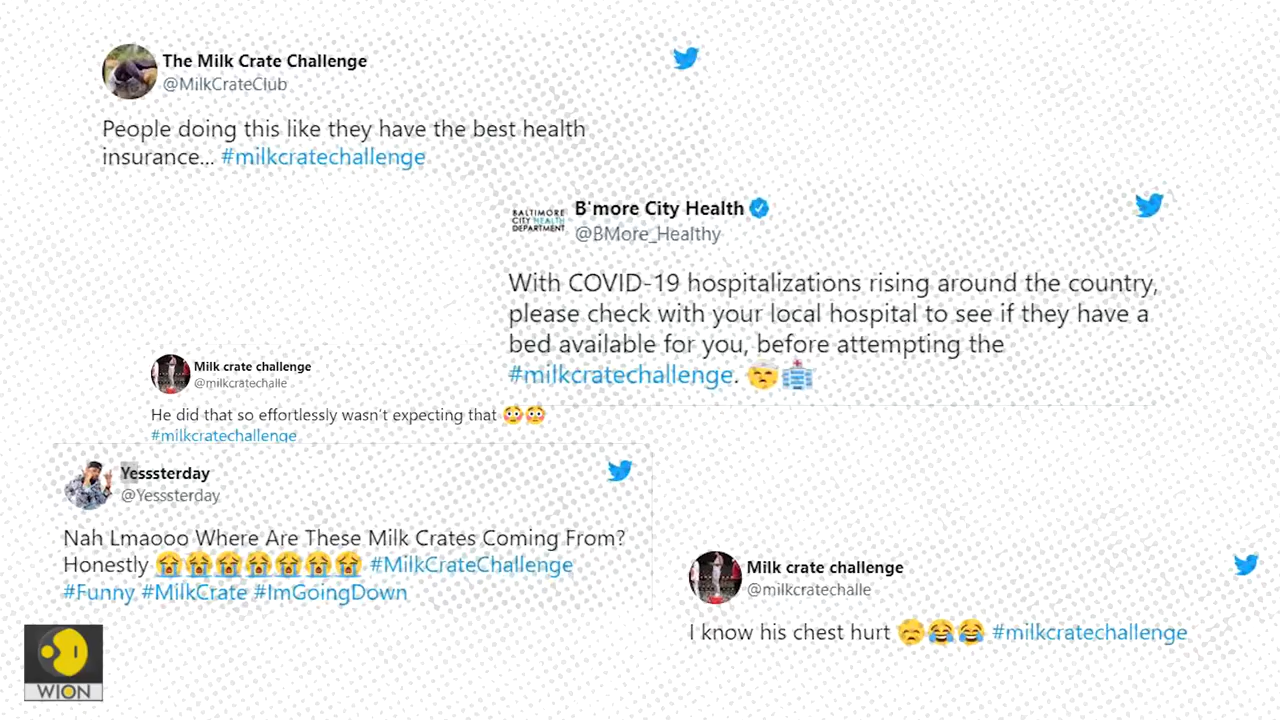 The Milk Crate Challenge
@MilkCrateClub
People doing this like they have the best health
insurance... #milkcratechallenge
BALTIMORE
CITY HEALTH
DEPARTMENT
B'more City Health
@BMore_Healthy
With COVID-19 hospitalizations rising around the country,
please check with your local hospital to see if they have a
bed available for you, before attempting the
#milkcratechallenge. 🤕🏥
Milk crate challenge
@milkcratechalle
He did that so effortlessly wasn't expecting that 😳😳
#milkcratechallenge
Yesssterday
@Yesssterday
Nah Lmaooo Where Are These Milk Crates Coming From?
Honestly 😭😭😭😭😭😭😭 #MilkCrateChallenge
#Funny #MilkCrate #ImGoingDown
Milk crate challenge
@milkcratechalle
I know his chest hurt 😞😂😂 #milkcratechallenge
WION